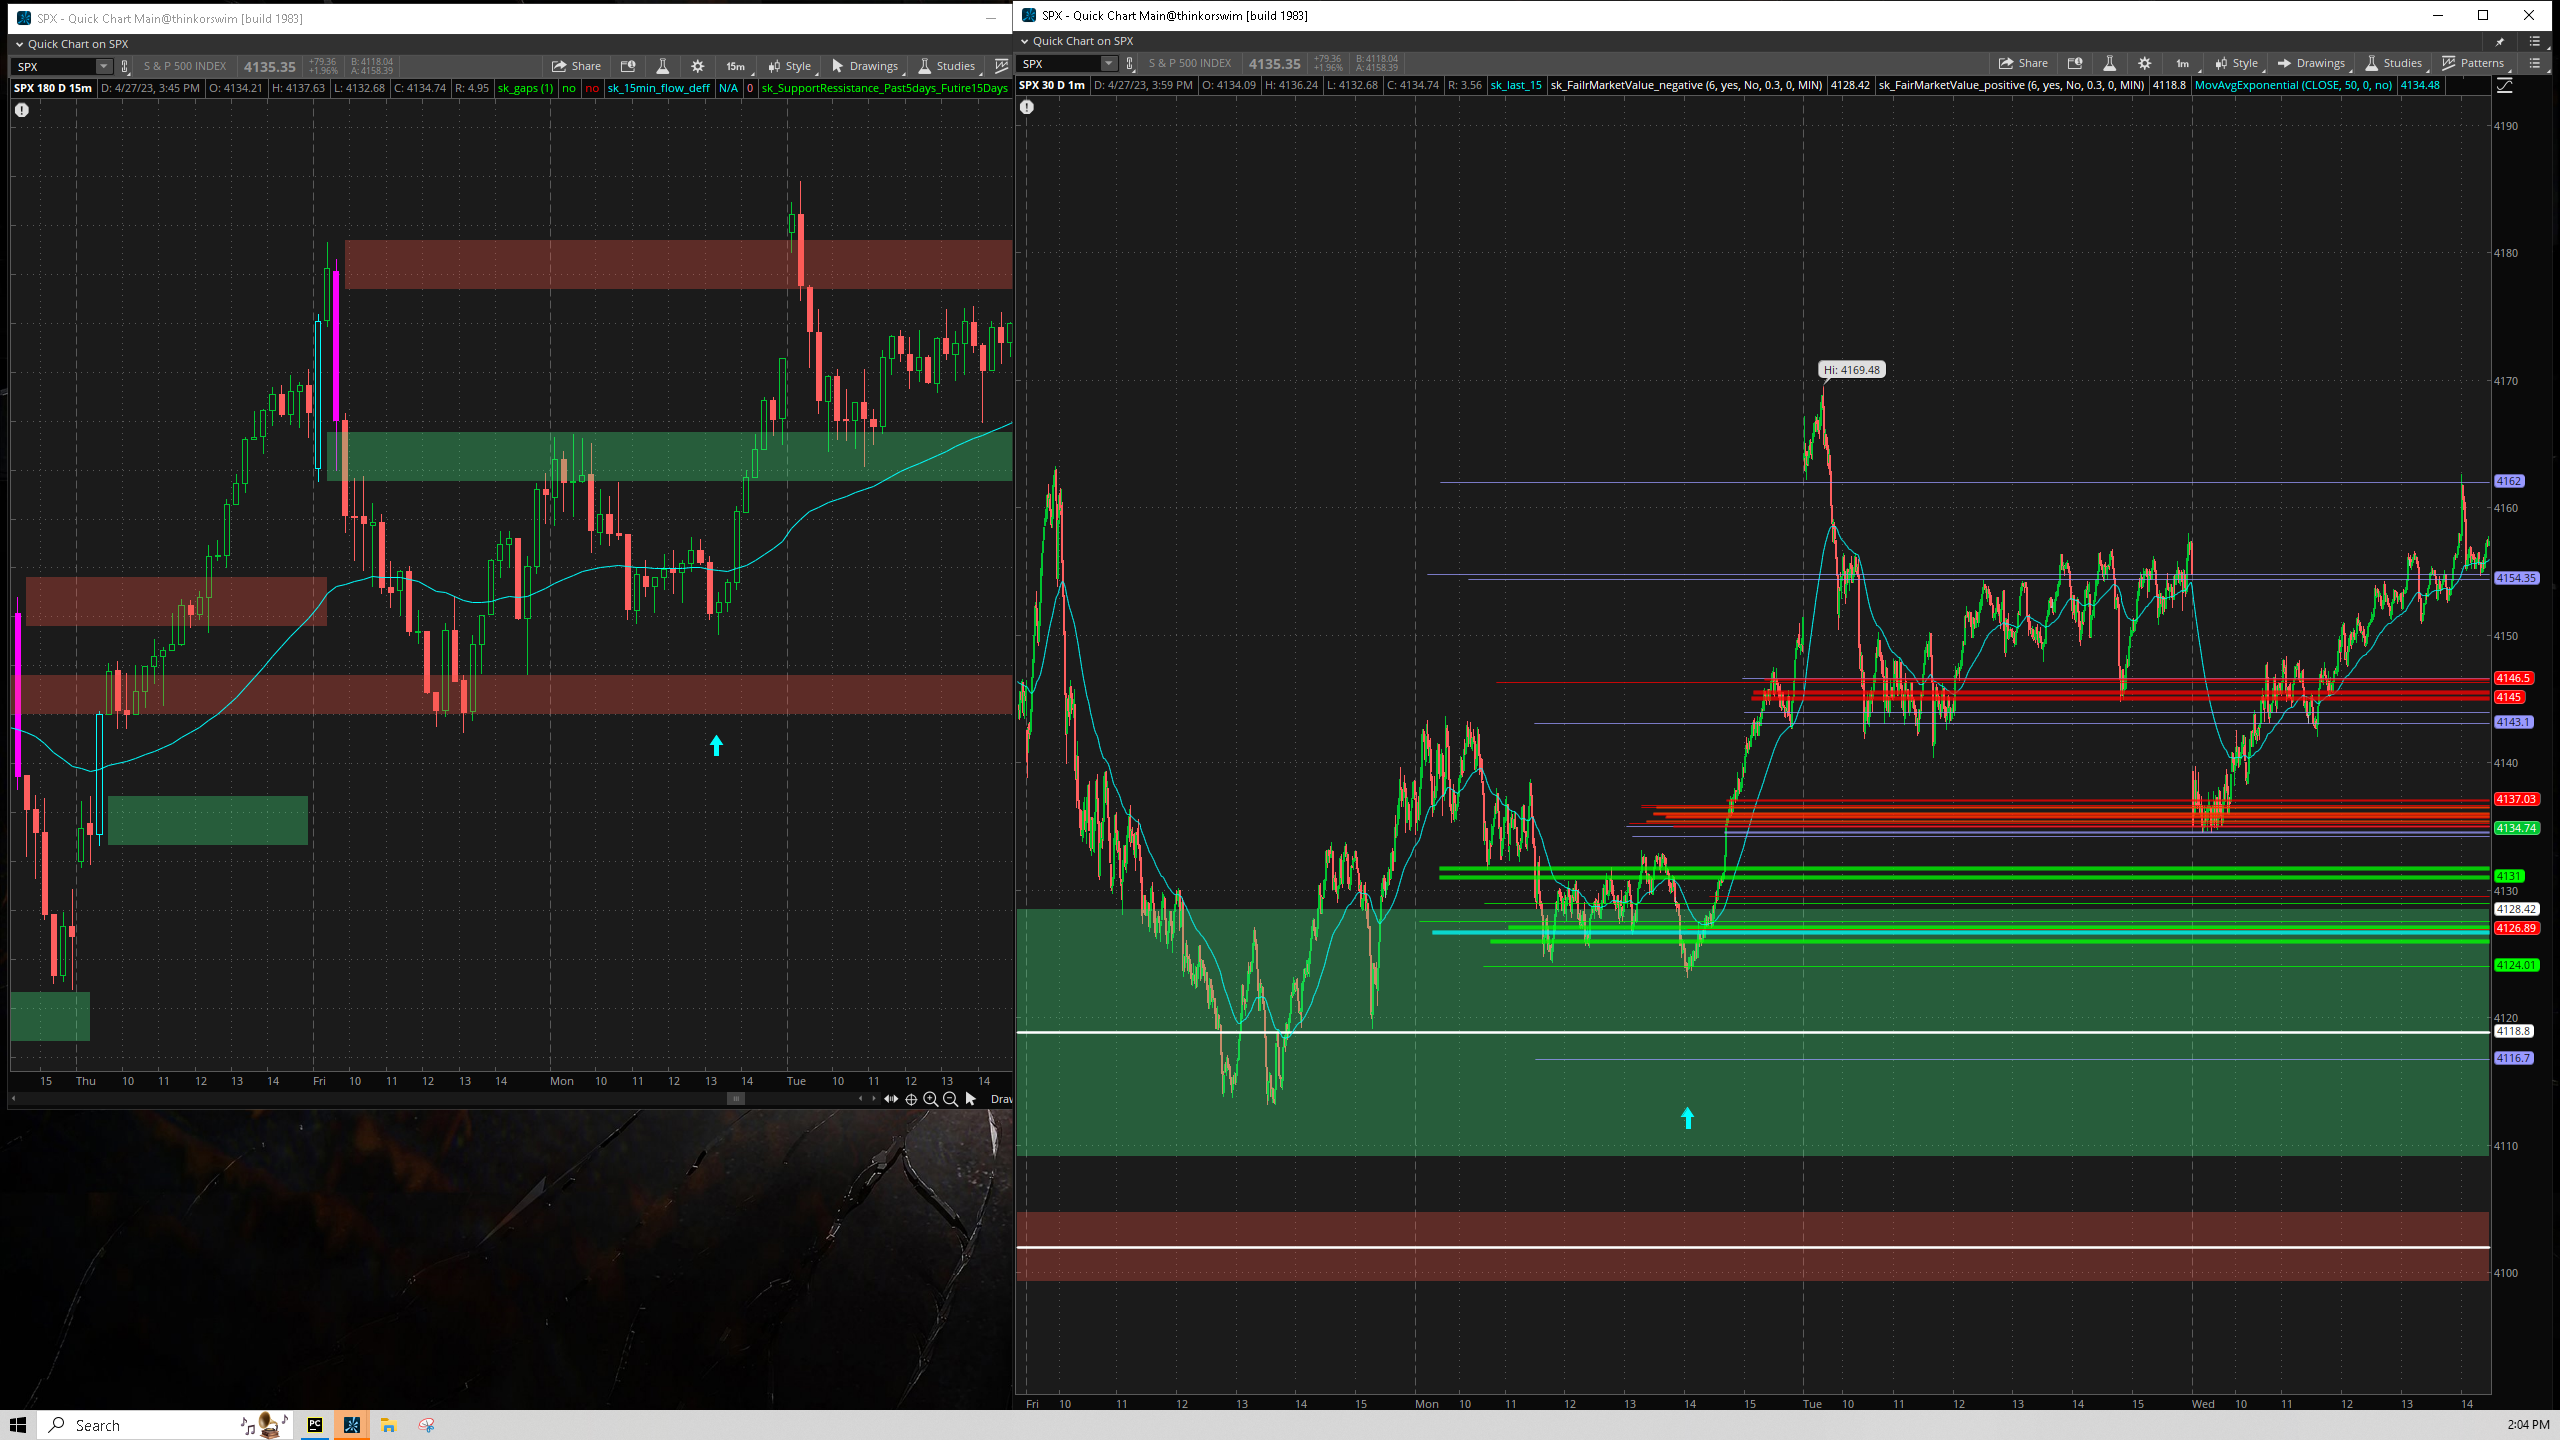 SPX - Quick Chart Main@thinkorswim [build 1983]
Quick Chart on SPX
SPX S & P 500 INDEX 4135.35 +79.36 +1.96% B: 4118.04 A: 4158.39 Share 15m Style Drawings Studies
SPX 180 D 15m D: 4/27/23, 3:45 PM O: 4134.21 H: 4137.63 L: 4132.68 C: 4134.74 R: 4.95 sk_gaps (1) no no sk_15min_flow_deff N/A 0 sk_SupportRessistance_Past5days_Futire15Days
15 Thu 10 11 12 13 14 Fri 10 11 12 13 14 Mon 10 11 12 13 14 Tue 10 11 12 13 14
Draw
SPX - Quick Chart Main@thinkorswim [build 1983]
Quick Chart on SPX
SPX S & P 500 INDEX 4135.35 +79.36 +1.96% B: 4118.04 A: 4158.39 Share 1m Style Drawings Studies Patterns
SPX 30 D 1m D: 4/27/23, 3:59 PM O: 4134.09 H: 4136.24 L: 4132.68 C: 4134.74 R: 3.56 sk_last_15 sk_FailrMarketValue_negative (6, yes, No, 0.3, 0, MIN) 4128.42 sk_FairMarketValue_positive (6, yes, No, 0.3, 0, MIN) 4118.8 MovAvgExponential (CLOSE, 50, 0, no) 4134.48
4190
4180
Hi: 4169.48
4170
4162
4160
4154.35
4150
4146.5
4145
4143.1
4140
4137.03
4134.74
4131
4130
4128.42
4126.89
4124.01
4120
4118.8
4116.7
4110
4100
Fri 10 11 12 13 14 15 Mon 10 11 12 13 14 15 Tue 10 11 12 13 14 15 Wed 10 11 12 13 14
Search
PC
2:04 PM